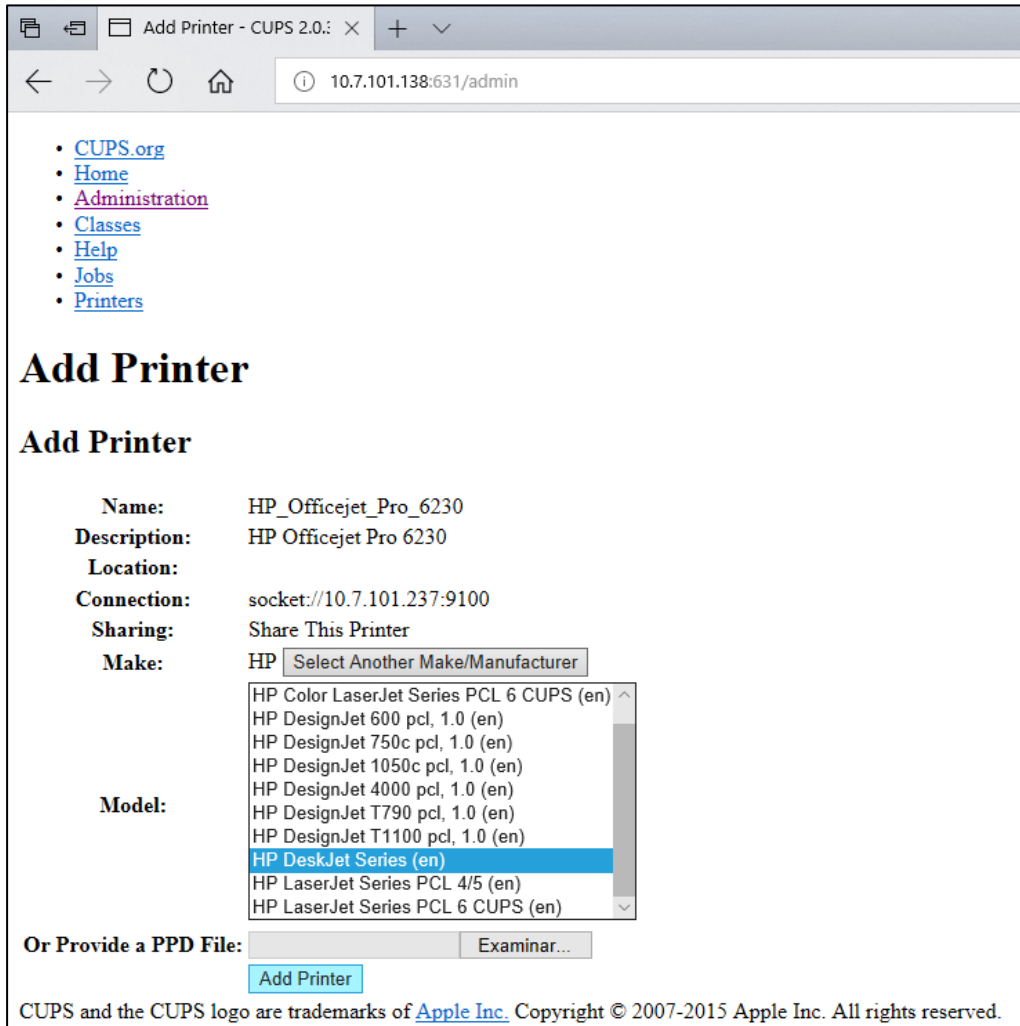 Add Printer - CUPS 2.0.
10.7.101.138:631/admin
• CUPS.org
• Home
• Administration
• Classes
• Help
• Jobs
• Printers
Add Printer
Add Printer
Name: HP_Officejet_Pro_6230
Description: HP Officejet Pro 6230
Location:
Connection: socket://10.7.101.237:9100
Sharing: Share This Printer
Make: HP Select Another Make/Manufacturer
HP Color LaserJet Series PCL 6 CUPS (en)
HP DesignJet 600 pcl, 1.0 (en)
HP DesignJet 750c pcl, 1.0 (en)
HP DesignJet 1050c pcl, 1.0 (en)
HP DesignJet 4000 pcl, 1.0 (en)
Model:
HP DesignJet T790 pcl, 1.0 (en)
HP DesignJet T1100 pcl, 1.0 (en)
HP DeskJet Series (en)
HP LaserJet Series PCL 4/5 (en)
HP LaserJet Series PCL 6 CUPS (en)
Or Provide a PPD File: Examinar...
Add Printer
CUPS and the CUPS logo are trademarks of Apple Inc. Copyright © 2007-2015 Apple Inc. All rights reserved.